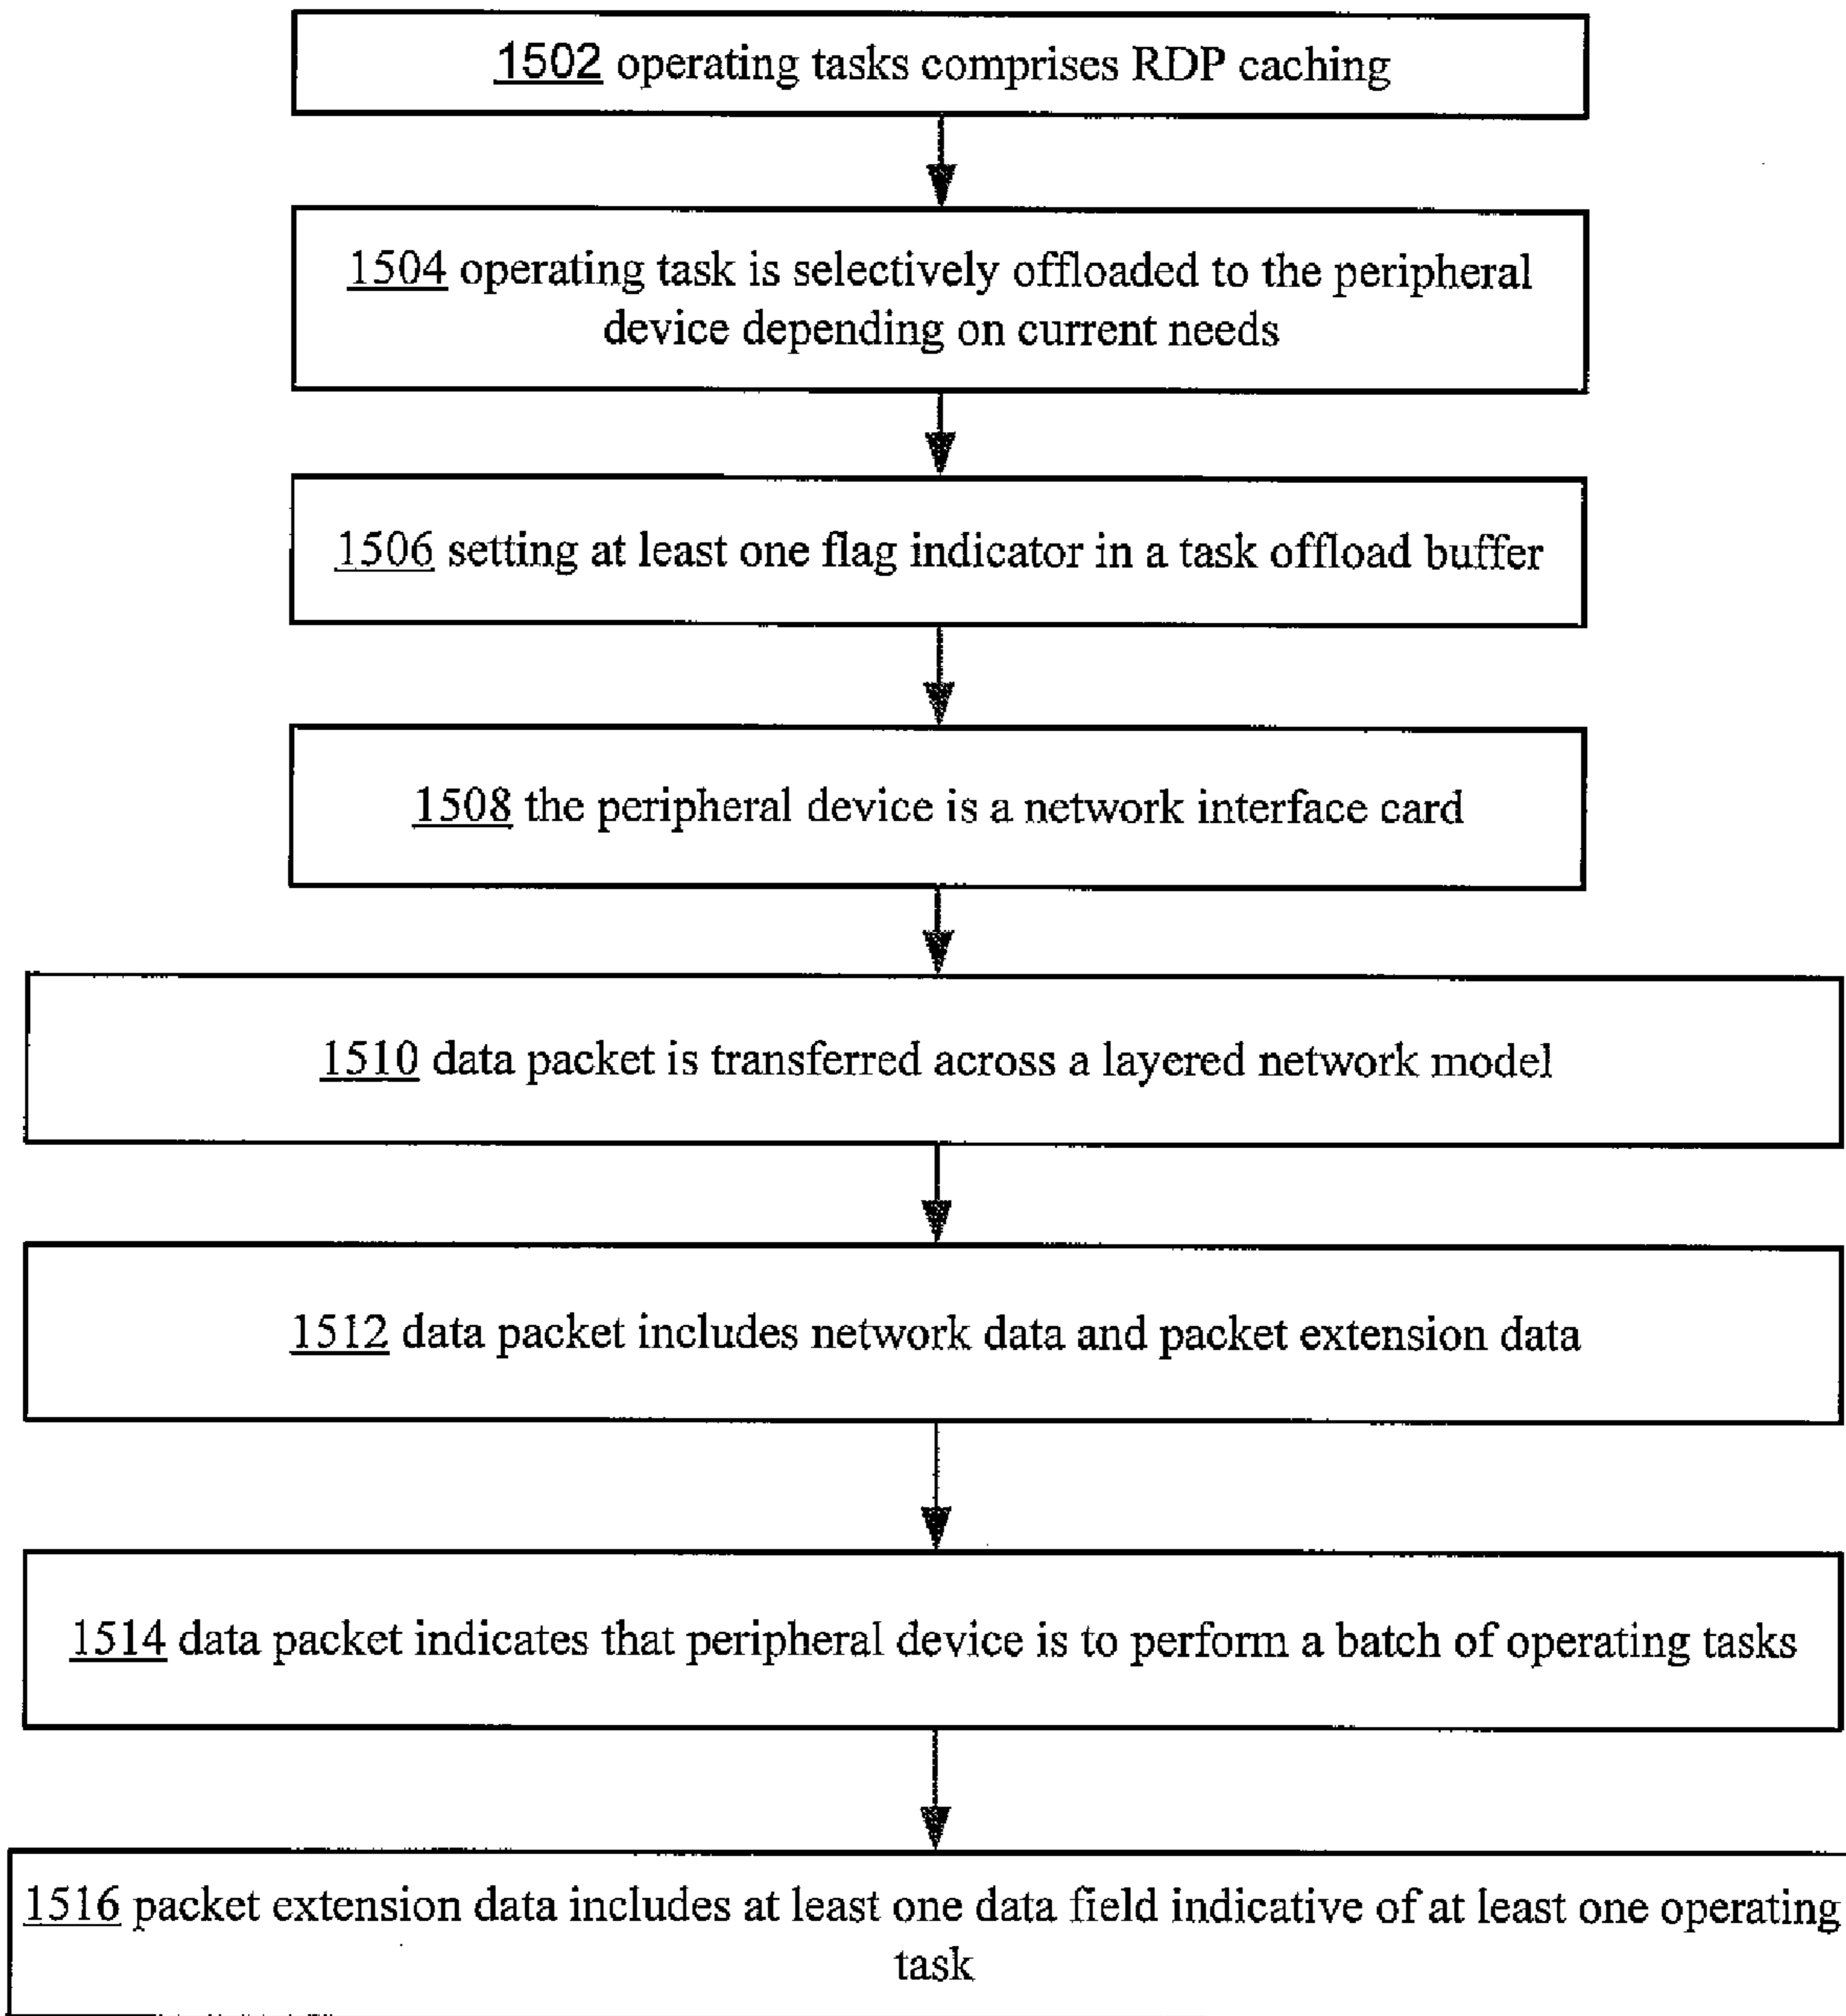 1502 operating tasks comprises RDP caching
1504 operating task is selectively offloaded to the peripheral
device depending on current needs
1506 setting at least one flag indicator in a task offload buffer
1508 the peripheral device is a network interface card
1510 data packet is transferred across a layered network model
1512 data packet includes network data and packet extension data
1514 data packet indicates that peripheral device is to perform a batch of operating tasks
1516 packet extension data includes at least one data field indicative of at least one operating
task